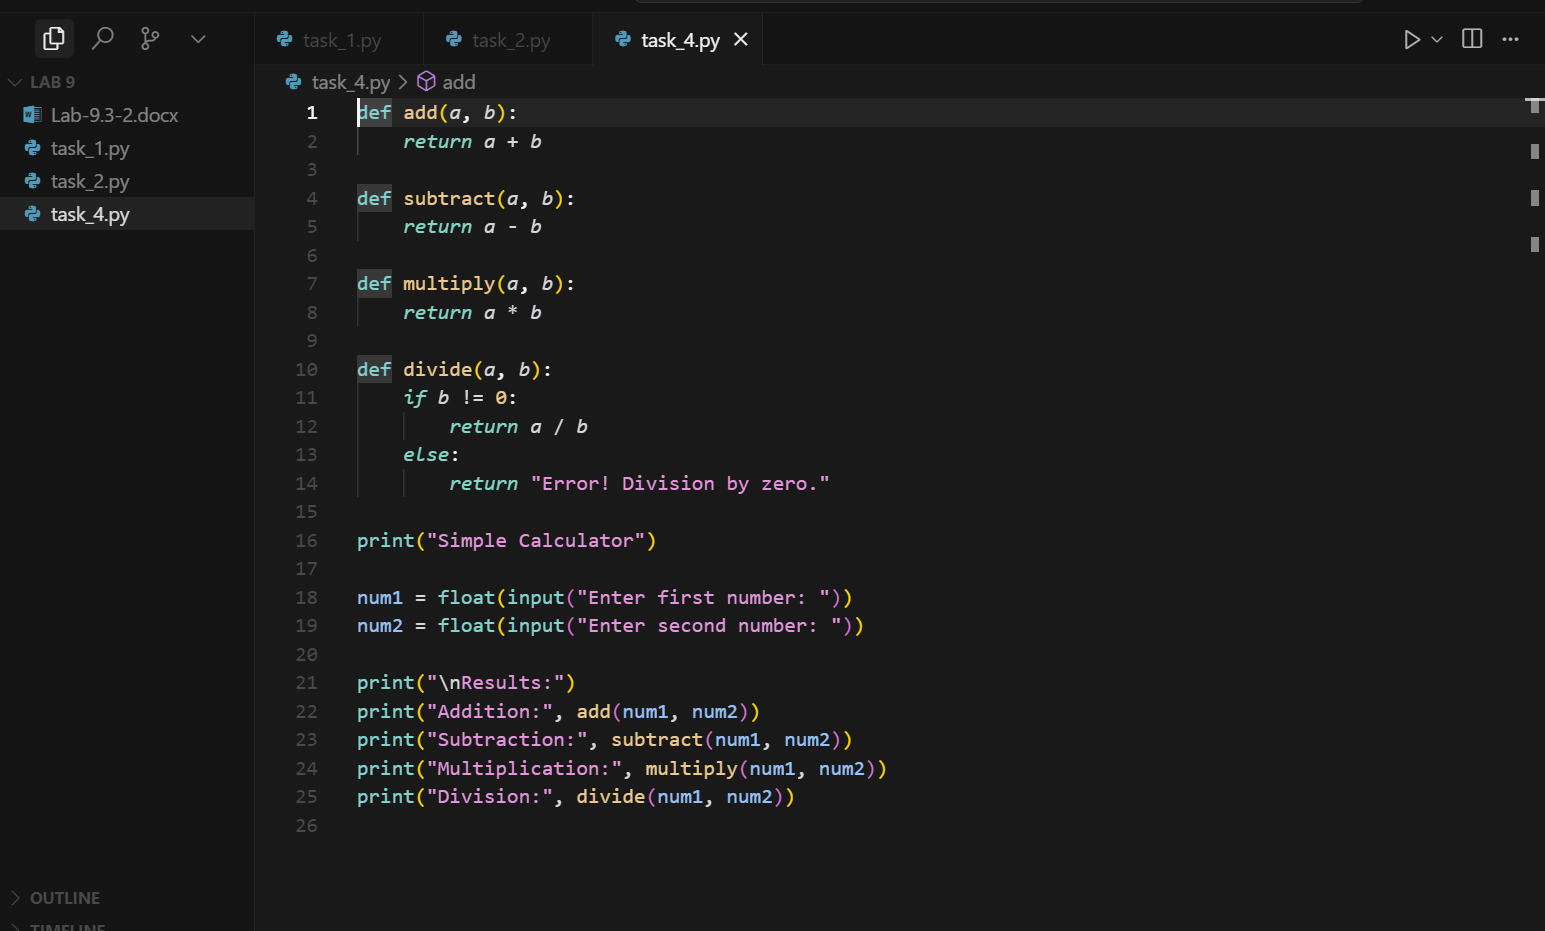 task_1.py
task_2.py
task_4.py
LAB 9
Lab-9.3-2.docx
task_1.py
task_2.py
task_4.py
OUTLINE
TIMELINE
task_4.py > add
1 def add(a, b):
2     return a + b
3
4 def subtract(a, b):
5     return a - b
6
7 def multiply(a, b):
8     return a * b
9
10 def divide(a, b):
11     if b != 0:
12         return a / b
13     else:
14         return "Error! Division by zero."
15
16 print("Simple Calculator")
17
18 num1 = float(input("Enter first number: "))
19 num2 = float(input("Enter second number: "))
20
21 print("\nResults:")
22 print("Addition:", add(num1, num2))
23 print("Subtraction:", subtract(num1, num2))
24 print("Multiplication:", multiply(num1, num2))
25 print("Division:", divide(num1, num2))
26